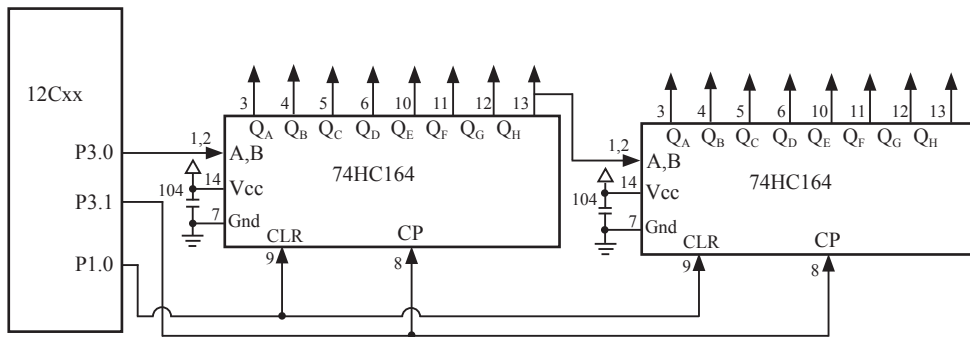 12Cxx
P3.0
P3.1
P1.0
3 4 5 6 10 11 12 13
QA QB QC QD QE QF QG QH
1,2
A,B
74HC164
14
Vcc
104
7
Gnd
CLR
CP
9
8
3 4 5 6 10 11 12 13
QA QB QC QD QE QF QG QH
1,2
A,B
74HC164
14
Vcc
104
7
Gnd
CLR
CP
9
8